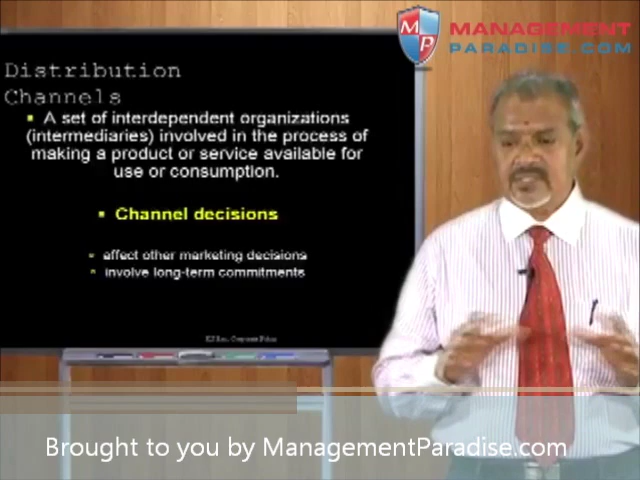 MP
MANAGEMENT
PARADISE.COM
Distribution
Channels
▪ A set of interdependent organizations
(intermediaries) involved in the process of
making a product or service available for
use or consumption.
▪ Channel decisions
▪ affect other marketing decisions
▪ involve long-term commitments
Brought to you by ManagementParadise.com